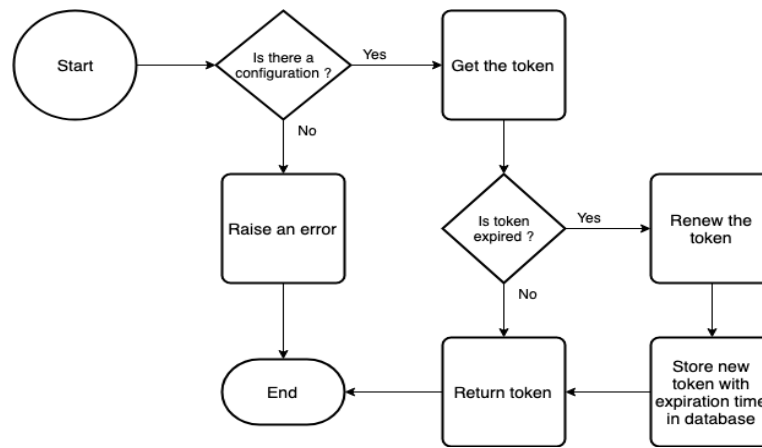 Start
Is there a
configuration ?
Yes
Get the token
No
Raise an error
Is token
expired ?
Yes
Renew the
token
No
End
Return token
Store new
token with
expiration time
in database